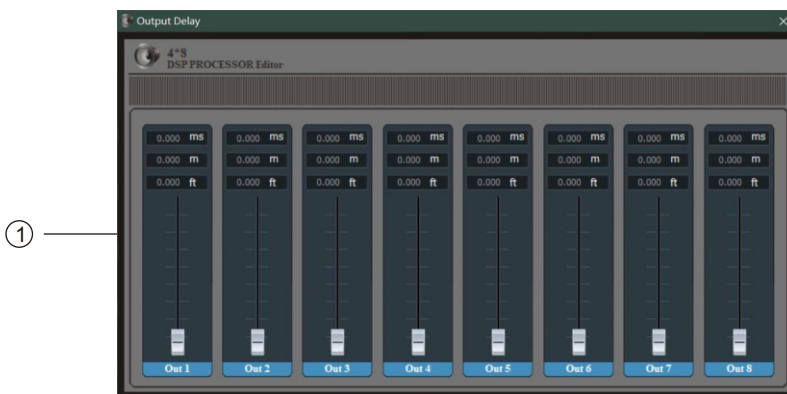 Output Delay ×
4*8
DSP PROCESSOR Editor
0.000 ms 0.000 ms 0.000 ms 0.000 ms 0.000 ms 0.000 ms 0.000 ms 0.000 ms
0.000 m 0.000 m 0.000 m 0.000 m 0.000 m 0.000 m 0.000 m 0.000 m
0.000 ft 0.000 ft 0.000 ft 0.000 ft 0.000 ft 0.000 ft 0.000 ft 0.000 ft
①
Out 1 Out 2 Out 3 Out 4 Out 5 Out 6 Out 7 Out 8